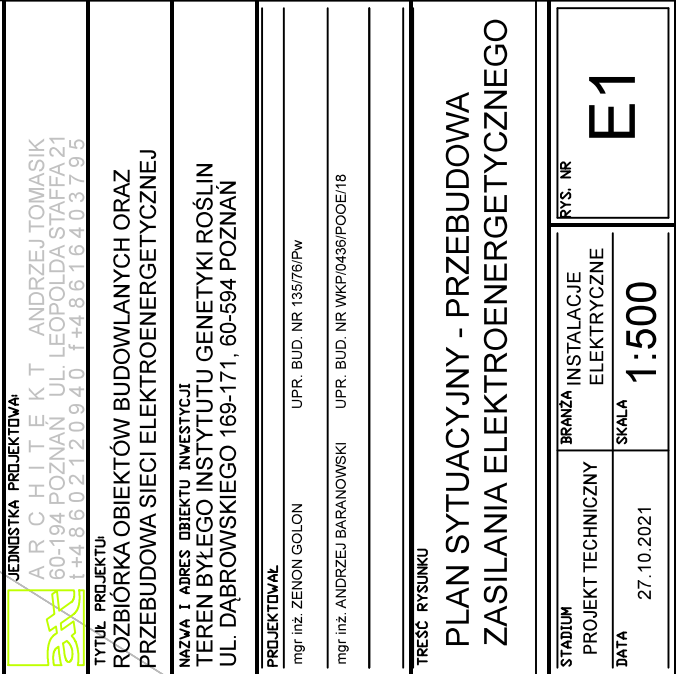 JEDNOSTKA PROJEKTOWA:
at
A R C H I T E K T ANDRZEJ TOMASIK
60-194 POZNAŃ UL. LEOPOLDA STAFFA 21
t +48602120940 f +48616403795
TYTUŁ PROJEKTU:
ROZBIÓRKA OBIEKTÓW BUDOWLANYCH ORAZ
PRZEBUDOWA SIECI ELEKTROENERGETYCZNEJ
NAZWA I ADRES OBIEKTU INWESTYCJI
TEREN BYŁEGO INSTYTUTU GENETYKI ROŚLIN
UL. DĄBROWSKIEGO 169-171, 60-594 POZNAŃ
PROJEKTOWAŁ
mgr inż. ZENON GOLON UPR. BUD. NR 135/76/Pw
mgr inż. ANDRZEJ BARANOWSKI UPR. BUD. NR WKP/0436/POOE/18
TREŚĆ RYSUNKU
PLAN SYTUACYJNY - PRZEBUDOWA
ZASILANIA ELEKTROENERGETYCZNEGO
STADIUM
PROJEKT TECHNICZNY
BRANŻA
INSTALACJE
ELEKTRYCZNE
RYS. NR
E1
DATA
27.10.2021
SKALA
1:500